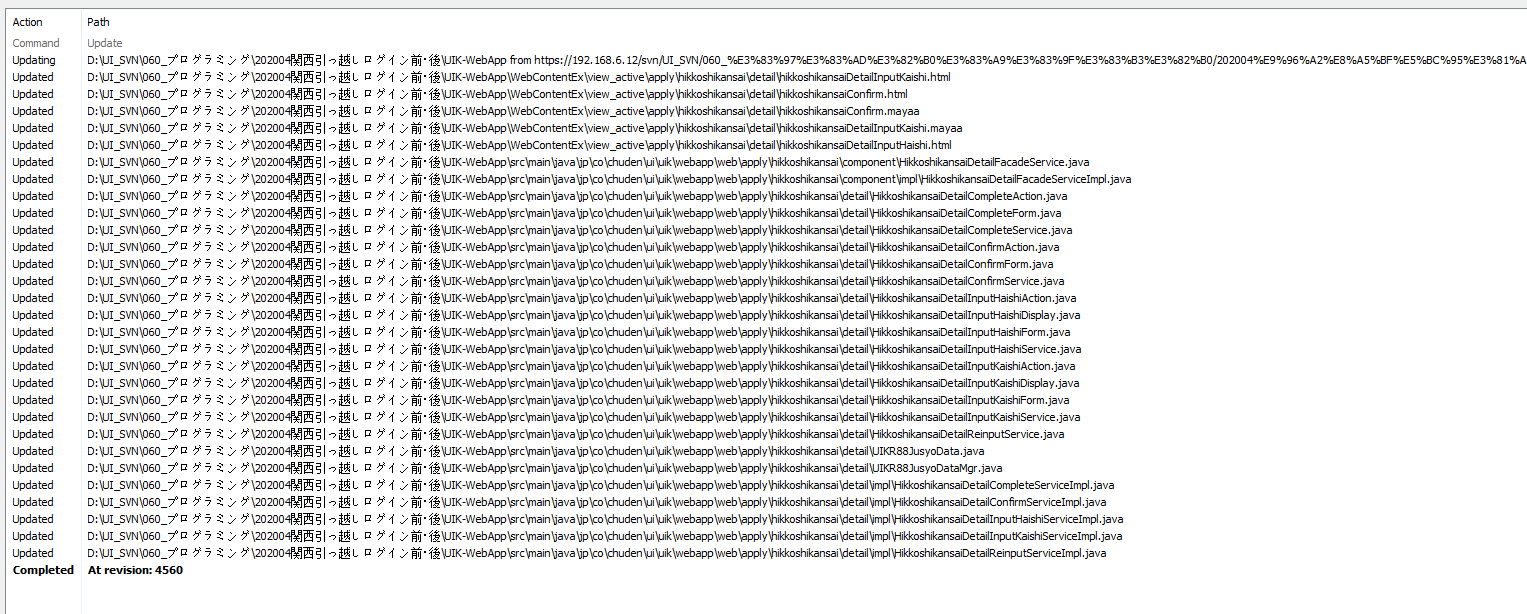 Action Path
Command Update
Updating D:\UI_SVN\060_プログラミング\202004関西引っ越しログイン前・後\UIK-WebApp from https://192.168.6.12/svn/UI_SVN/060_%E3%83%97%E3%83%AD%E3%82%B0%E3%83%A9%E3%83%9F%E3%83%B3%E3%82%B0/202004%E9%96%A2%E8%A5%BF%E5%BC%95%E3%81%A
Updated D:\UI_SVN\060_プログラミング\202004関西引っ越しログイン前・後\UIK-WebApp\WebContentEx\view_active\apply\hikkoshikansai\detail\hikkoshikansaiDetailInputKaishi.html
Updated D:\UI_SVN\060_プログラミング\202004関西引っ越しログイン前・後\UIK-WebApp\WebContentEx\view_active\apply\hikkoshikansai\detail\hikkoshikansaiConfirm.html
Updated D:\UI_SVN\060_プログラミング\202004関西引っ越しログイン前・後\UIK-WebApp\WebContentEx\view_active\apply\hikkoshikansai\detail\hikkoshikansaiConfirm.mayaa
Updated D:\UI_SVN\060_プログラミング\202004関西引っ越しログイン前・後\UIK-WebApp\WebContentEx\view_active\apply\hikkoshikansai\detail\hikkoshikansaiDetailInputKaishi.mayaa
Updated D:\UI_SVN\060_プログラミング\202004関西引っ越しログイン前・後\UIK-WebApp\WebContentEx\view_active\apply\hikkoshikansai\detail\hikkoshikansaiDetailInputHaishi.html
Updated D:\UI_SVN\060_プログラミング\202004関西引っ越しログイン前・後\UIK-WebApp\src\main\java\jp\co\chuden\ui\uik\webapp\web\apply\hikkoshikansai\component\HikkoshikansaiDetailFacadeService.java
Updated D:\UI_SVN\060_プログラミング\202004関西引っ越しログイン前・後\UIK-WebApp\src\main\java\jp\co\chuden\ui\uik\webapp\web\apply\hikkoshikansai\component\impl\HikkoshikansaiDetailFacadeServiceImpl.java
Updated D:\UI_SVN\060_プログラミング\202004関西引っ越しログイン前・後\UIK-WebApp\src\main\java\jp\co\chuden\ui\uik\webapp\web\apply\hikkoshikansai\detail\HikkoshikansaiDetailCompleteAction.java
Updated D:\UI_SVN\060_プログラミング\202004関西引っ越しログイン前・後\UIK-WebApp\src\main\java\jp\co\chuden\ui\uik\webapp\web\apply\hikkoshikansai\detail\HikkoshikansaiDetailCompleteForm.java
Updated D:\UI_SVN\060_プログラミング\202004関西引っ越しログイン前・後\UIK-WebApp\src\main\java\jp\co\chuden\ui\uik\webapp\web\apply\hikkoshikansai\detail\HikkoshikansaiDetailCompleteService.java
Updated D:\UI_SVN\060_プログラミング\202004関西引っ越しログイン前・後\UIK-WebApp\src\main\java\jp\co\chuden\ui\uik\webapp\web\apply\hikkoshikansai\detail\HikkoshikansaiDetailConfirmAction.java
Updated D:\UI_SVN\060_プログラミング\202004関西引っ越しログイン前・後\UIK-WebApp\src\main\java\jp\co\chuden\ui\uik\webapp\web\apply\hikkoshikansai\detail\HikkoshikansaiDetailConfirmForm.java
Updated D:\UI_SVN\060_プログラミング\202004関西引っ越しログイン前・後\UIK-WebApp\src\main\java\jp\co\chuden\ui\uik\webapp\web\apply\hikkoshikansai\detail\HikkoshikansaiDetailConfirmService.java
Updated D:\UI_SVN\060_プログラミング\202004関西引っ越しログイン前・後\UIK-WebApp\src\main\java\jp\co\chuden\ui\uik\webapp\web\apply\hikkoshikansai\detail\HikkoshikansaiDetailInputHaishiAction.java
Updated D:\UI_SVN\060_プログラミング\202004関西引っ越しログイン前・後\UIK-WebApp\src\main\java\jp\co\chuden\ui\uik\webapp\web\apply\hikkoshikansai\detail\HikkoshikansaiDetailInputHaishiDisplay.java
Updated D:\UI_SVN\060_プログラミング\202004関西引っ越しログイン前・後\UIK-WebApp\src\main\java\jp\co\chuden\ui\uik\webapp\web\apply\hikkoshikansai\detail\HikkoshikansaiDetailInputHaishiForm.java
Updated D:\UI_SVN\060_プログラミング\202004関西引っ越しログイン前・後\UIK-WebApp\src\main\java\jp\co\chuden\ui\uik\webapp\web\apply\hikkoshikansai\detail\HikkoshikansaiDetailInputHaishiService.java
Updated D:\UI_SVN\060_プログラミング\202004関西引っ越しログイン前・後\UIK-WebApp\src\main\java\jp\co\chuden\ui\uik\webapp\web\apply\hikkoshikansai\detail\HikkoshikansaiDetailInputKaishiAction.java
Updated D:\UI_SVN\060_プログラミング\202004関西引っ越しログイン前・後\UIK-WebApp\src\main\java\jp\co\chuden\ui\uik\webapp\web\apply\hikkoshikansai\detail\HikkoshikansaiDetailInputKaishiDisplay.java
Updated D:\UI_SVN\060_プログラミング\202004関西引っ越しログイン前・後\UIK-WebApp\src\main\java\jp\co\chuden\ui\uik\webapp\web\apply\hikkoshikansai\detail\HikkoshikansaiDetailInputKaishiForm.java
Updated D:\UI_SVN\060_プログラミング\202004関西引っ越しログイン前・後\UIK-WebApp\src\main\java\jp\co\chuden\ui\uik\webapp\web\apply\hikkoshikansai\detail\HikkoshikansaiDetailInputKaishiService.java
Updated D:\UI_SVN\060_プログラミング\202004関西引っ越しログイン前・後\UIK-WebApp\src\main\java\jp\co\chuden\ui\uik\webapp\web\apply\hikkoshikansai\detail\HikkoshikansaiDetailReinputService.java
Updated D:\UI_SVN\060_プログラミング\202004関西引っ越しログイン前・後\UIK-WebApp\src\main\java\jp\co\chuden\ui\uik\webapp\web\apply\hikkoshikansai\detail\UIKR88JusyoData.java
Updated D:\UI_SVN\060_プログラミング\202004関西引っ越しログイン前・後\UIK-WebApp\src\main\java\jp\co\chuden\ui\uik\webapp\web\apply\hikkoshikansai\detail\UIKR88JusyoDataMgr.java
Updated D:\UI_SVN\060_プログラミング\202004関西引っ越しログイン前・後\UIK-WebApp\src\main\java\jp\co\chuden\ui\uik\webapp\web\apply\hikkoshikansai\detail\impl\HikkoshikansaiDetailCompleteServiceImpl.java
Updated D:\UI_SVN\060_プログラミング\202004関西引っ越しログイン前・後\UIK-WebApp\src\main\java\jp\co\chuden\ui\uik\webapp\web\apply\hikkoshikansai\detail\impl\HikkoshikansaiDetailConfirmServiceImpl.java
Updated D:\UI_SVN\060_プログラミング\202004関西引っ越しログイン前・後\UIK-WebApp\src\main\java\jp\co\chuden\ui\uik\webapp\web\apply\hikkoshikansai\detail\impl\HikkoshikansaiDetailInputHaishiServiceImpl.java
Updated D:\UI_SVN\060_プログラミング\202004関西引っ越しログイン前・後\UIK-WebApp\src\main\java\jp\co\chuden\ui\uik\webapp\web\apply\hikkoshikansai\detail\impl\HikkoshikansaiDetailInputKaishiServiceImpl.java
Updated D:\UI_SVN\060_プログラミング\202004関西引っ越しログイン前・後\UIK-WebApp\src\main\java\jp\co\chuden\ui\uik\webapp\web\apply\hikkoshikansai\detail\impl\HikkoshikansaiDetailReinputServiceImpl.java
Completed At revision: 4560